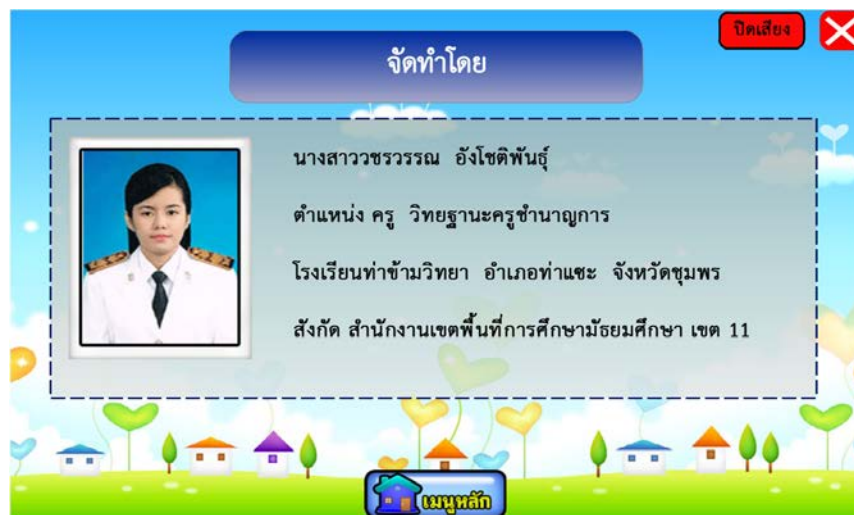 ปิดเสียง
จัดทำโดย
นางสาววชรวรรณ อังโชติพันธุ์
ตำแหน่ง ครู วิทยฐานะครูชำนาญการ
โรงเรียนท่าข้ามวิทยา อำเภอท่าแซะ จังหวัดชุมพร
สังกัด สำนักงานเขตพื้นที่การศึกษามัธยมศึกษา เขต 11
เมนูหลัก